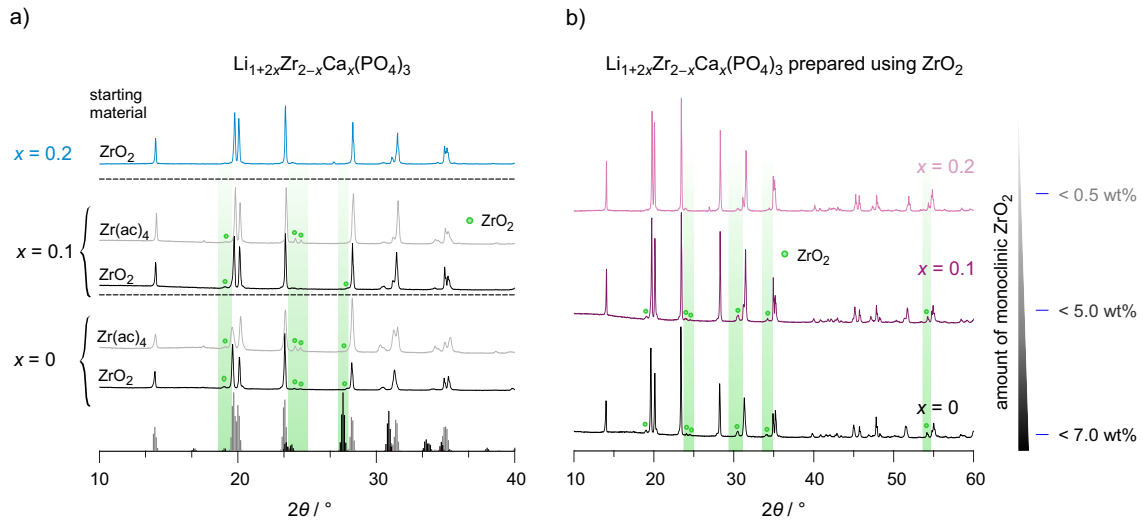 a)
Li1+2xZr2−xCax(PO4)3
starting
material
x = 0.2
ZrO2
Zr(ac)4
ZrO2
x = 0.1
ZrO2
Zr(ac)4
x = 0
ZrO2
10
20
30
40
2θ / °
b)
Li1+2xZr2−xCax(PO4)3 prepared using ZrO2
x = 0.2
ZrO2
x = 0.1
x = 0
10
20
30
40
50
60
2θ / °
amount of monoclinic ZrO2
< 0.5 wt%
< 5.0 wt%
< 7.0 wt%